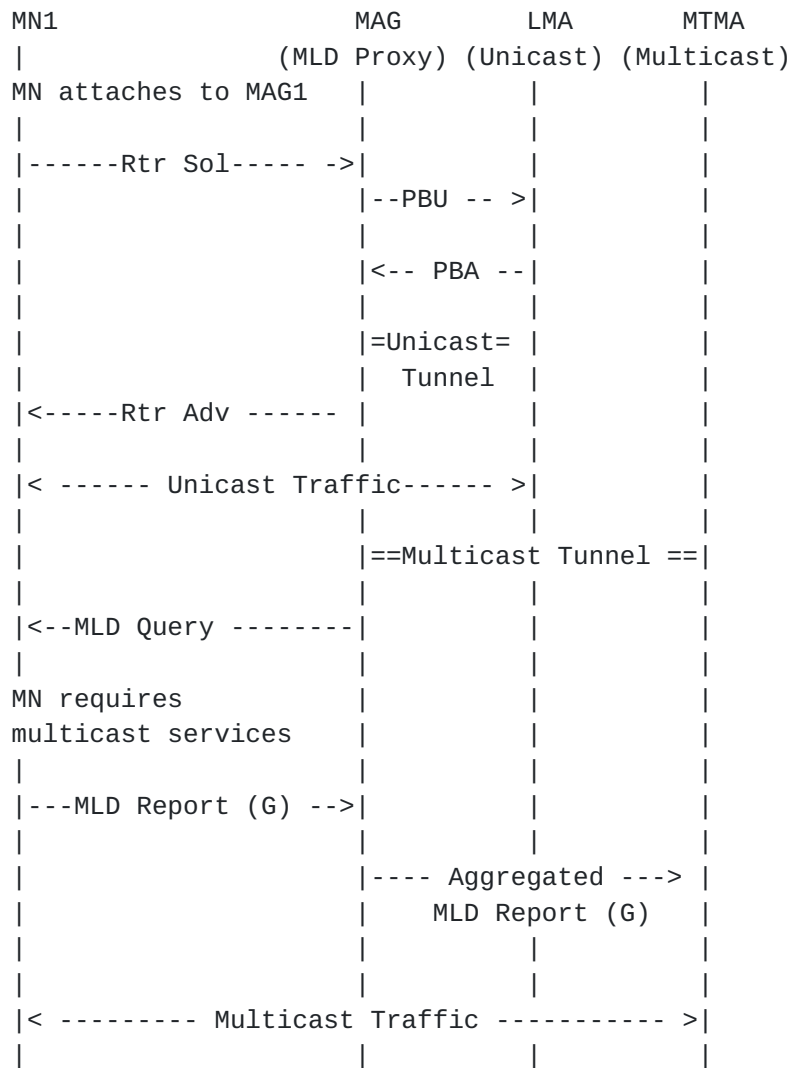 MN1                   MAG        LMA       MTMA
|                (MLD Proxy) (Unicast) (Multicast)
MN attaches to MAG1   |          |          |
|                     |          |          |
|------Rtr Sol----- ->|          |          |
|                     |--PBU -- >|          |
|                     |          |          |
|                     |<-- PBA --|          |
|                     |          |          |
|                     |=Unicast= |          |
|                     |  Tunnel  |          |
|<-----Rtr Adv ------ |          |          |
|                     |          |          |
|< ------ Unicast Traffic------ >|          |
|                     |          |          |
|                     |==Multicast Tunnel ==|
|                     |          |          |
|<--MLD Query --------|          |          |
|                     |          |          |
MN requires           |          |          |
multicast services    |          |          |
|                     |          |          |
|---MLD Report (G) -->|          |          |
|                     |          |          |
|                     |---- Aggregated ---> |
|                     |    MLD Report (G)   |
|                     |          |          |
|                     |          |          |
|< --------- Multicast Traffic ----------- >|
|                     |          |          |